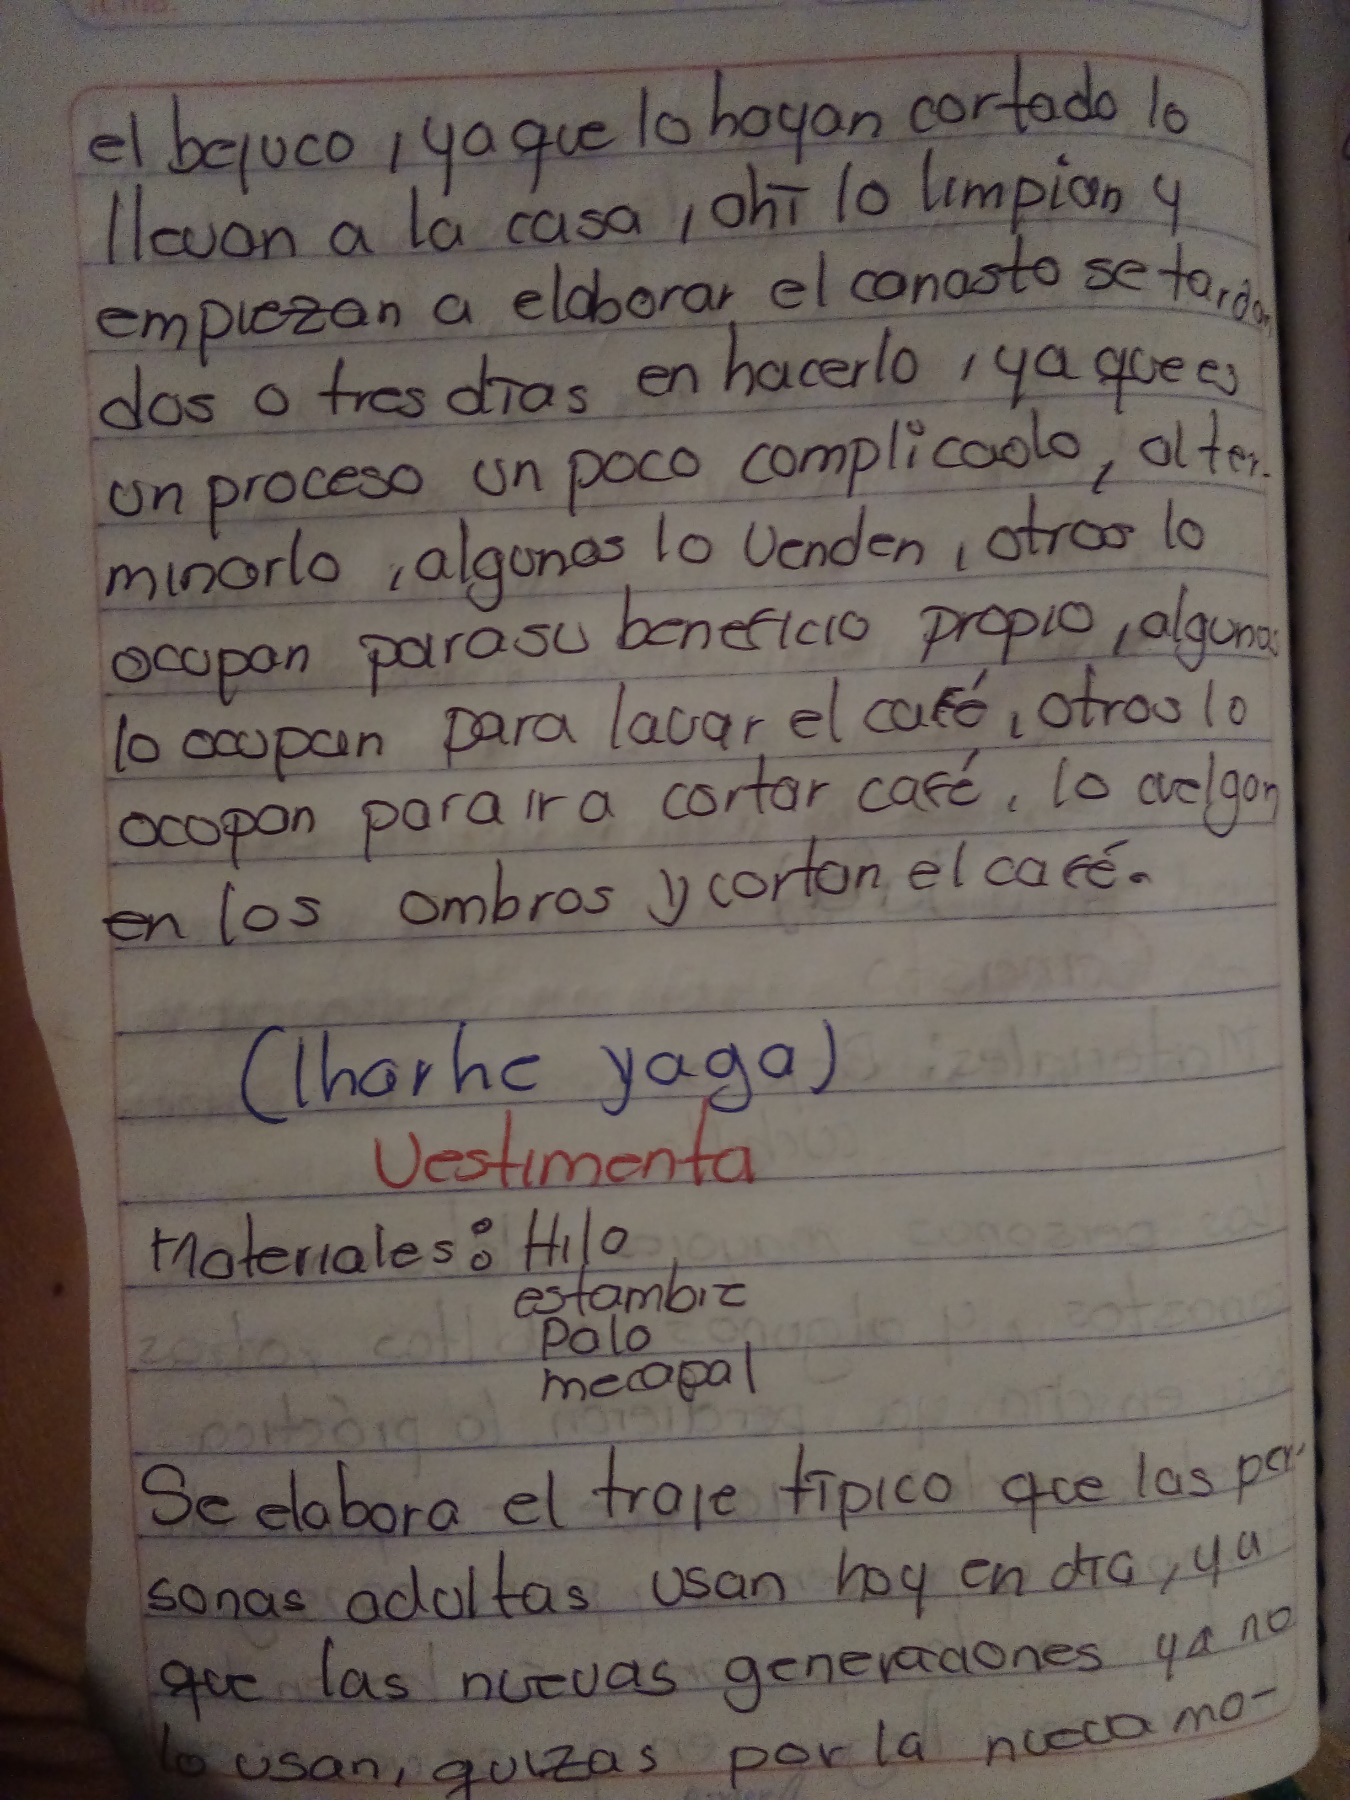 el bejuco, ya que lo hayan cortado lo
llevan a la casa, ahí lo limpian y
empiezan a elaborar el canasto se tardan
dos o tres días en hacerlo, ya que es
un proceso un poco complicado, al ter-
minarlo, algunos lo venden, otros lo
ocupan para su beneficio propio, algunos
lo ocupan para lavar el café, otros lo
ocupan para ir a cortar café, lo cuelgan
en los ombros y cortan el café.
(lharhe yaga)
Vestimenta
Materiales: Hilo
estambre
Palo
mecapal
Se elabora el traje típico que las per-
sonas adultas usan hoy en día, ya
que las nuevas generaciones ya no
lo usan, quizas por la nueva mo-